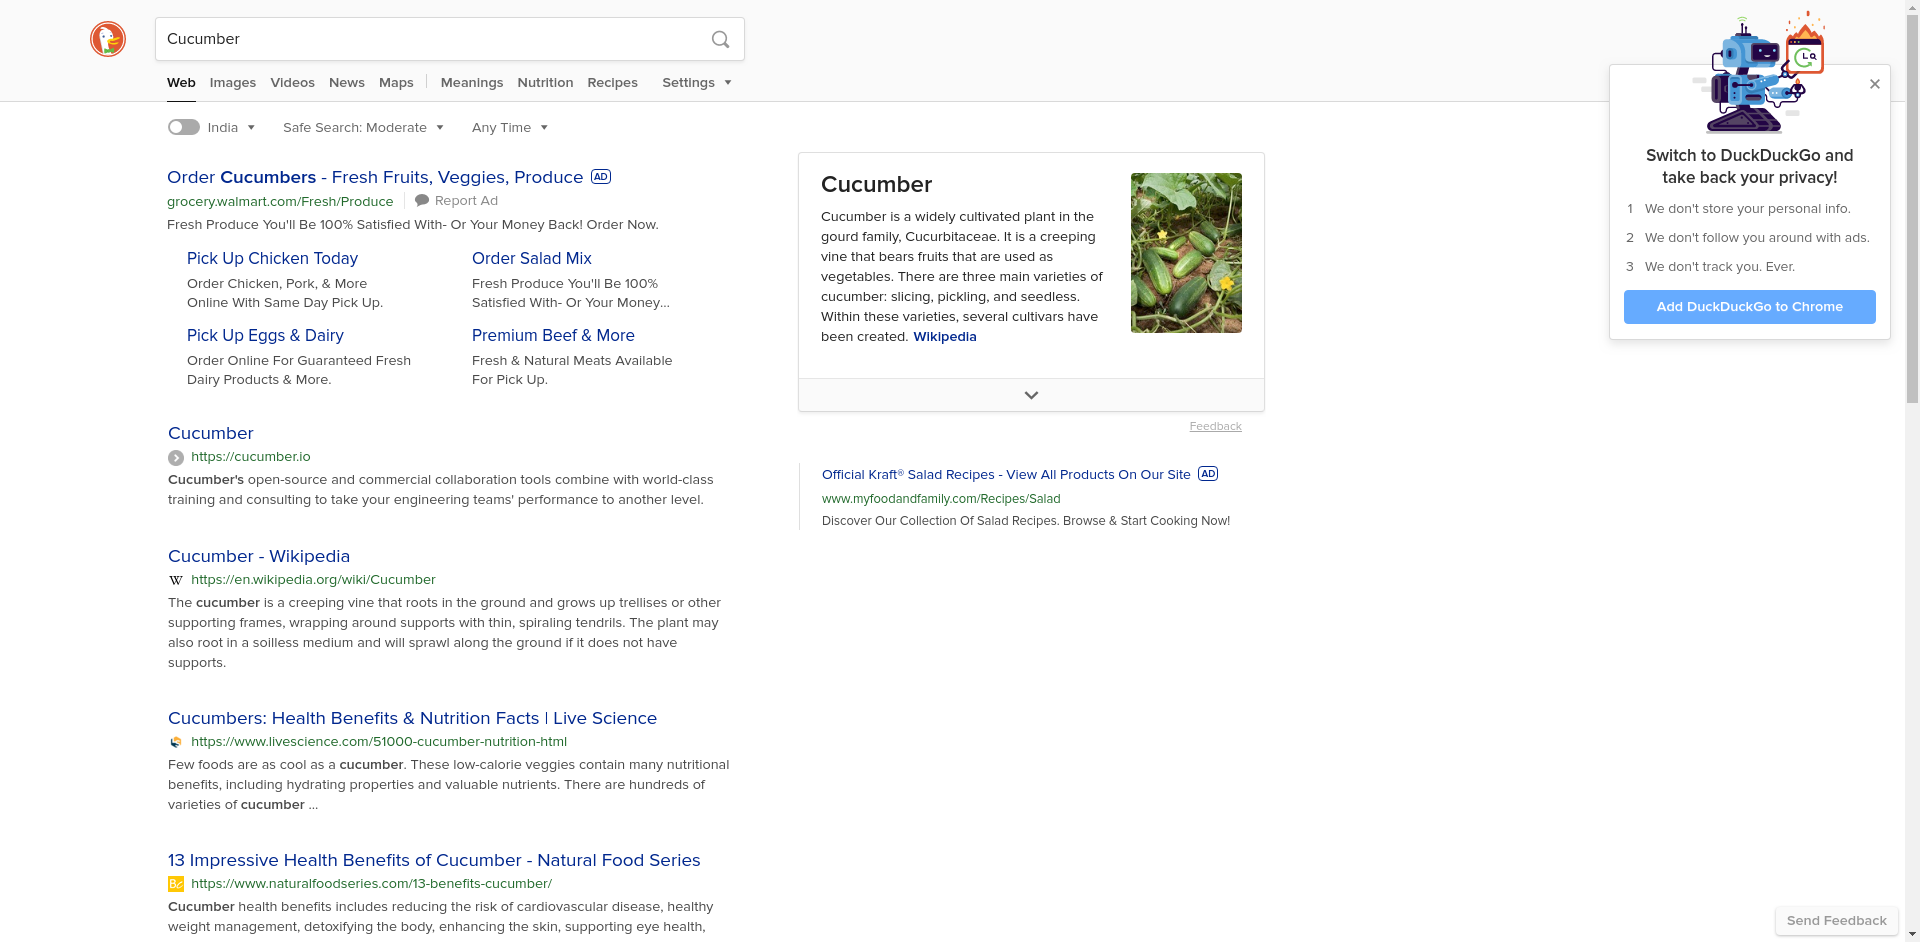 Cucumber
Web Images Videos News Maps Meanings Nutrition Recipes Settings
India Safe Search: Moderate Any Time
Order Cucumbers - Fresh Fruits, Veggies, Produce AD
grocery.walmart.com/Fresh/Produce Report Ad
Fresh Produce You'll Be 100% Satisfied With- Or Your Money Back! Order Now.
Pick Up Chicken Today
Order Chicken, Pork, & More
Online With Same Day Pick Up.
Order Salad Mix
Fresh Produce You'll Be 100%
Satisfied With- Or Your Money...
Pick Up Eggs & Dairy
Order Online For Guaranteed Fresh
Dairy Products & More.
Premium Beef & More
Fresh & Natural Meats Available
For Pick Up.
Cucumber
https://cucumber.io
Cucumber's open-source and commercial collaboration tools combine with world-class
training and consulting to take your engineering teams' performance to another level.
Cucumber - Wikipedia
W https://en.wikipedia.org/wiki/Cucumber
The cucumber is a creeping vine that roots in the ground and grows up trellises or other
supporting frames, wrapping around supports with thin, spiraling tendrils. The plant may
also root in a soilless medium and will sprawl along the ground if it does not have
supports.
Cucumbers: Health Benefits & Nutrition Facts | Live Science
https://www.livescience.com/51000-cucumber-nutrition-html
Few foods are as cool as a cucumber. These low-calorie veggies contain many nutritional
benefits, including hydrating properties and valuable nutrients. There are hundreds of
varieties of cucumber ...
13 Impressive Health Benefits of Cucumber - Natural Food Series
https://www.naturalfoodseries.com/13-benefits-cucumber/
Cucumber health benefits includes reducing the risk of cardiovascular disease, healthy
weight management, detoxifying the body, enhancing the skin, supporting eye health,
Cucumber
Cucumber is a widely cultivated plant in the
gourd family, Cucurbitaceae. It is a creeping
vine that bears fruits that are used as
vegetables. There are three main varieties of
cucumber: slicing, pickling, and seedless.
Within these varieties, several cultivars have
been created. Wikipedia
Feedback
Official Kraft® Salad Recipes - View All Products On Our Site AD
www.myfoodandfamily.com/Recipes/Salad
Discover Our Collection Of Salad Recipes. Browse & Start Cooking Now!
Switch to DuckDuckGo and
take back your privacy!
1 We don't store your personal info.
2 We don't follow you around with ads.
3 We don't track you. Ever.
Add DuckDuckGo to Chrome
Send Feedback